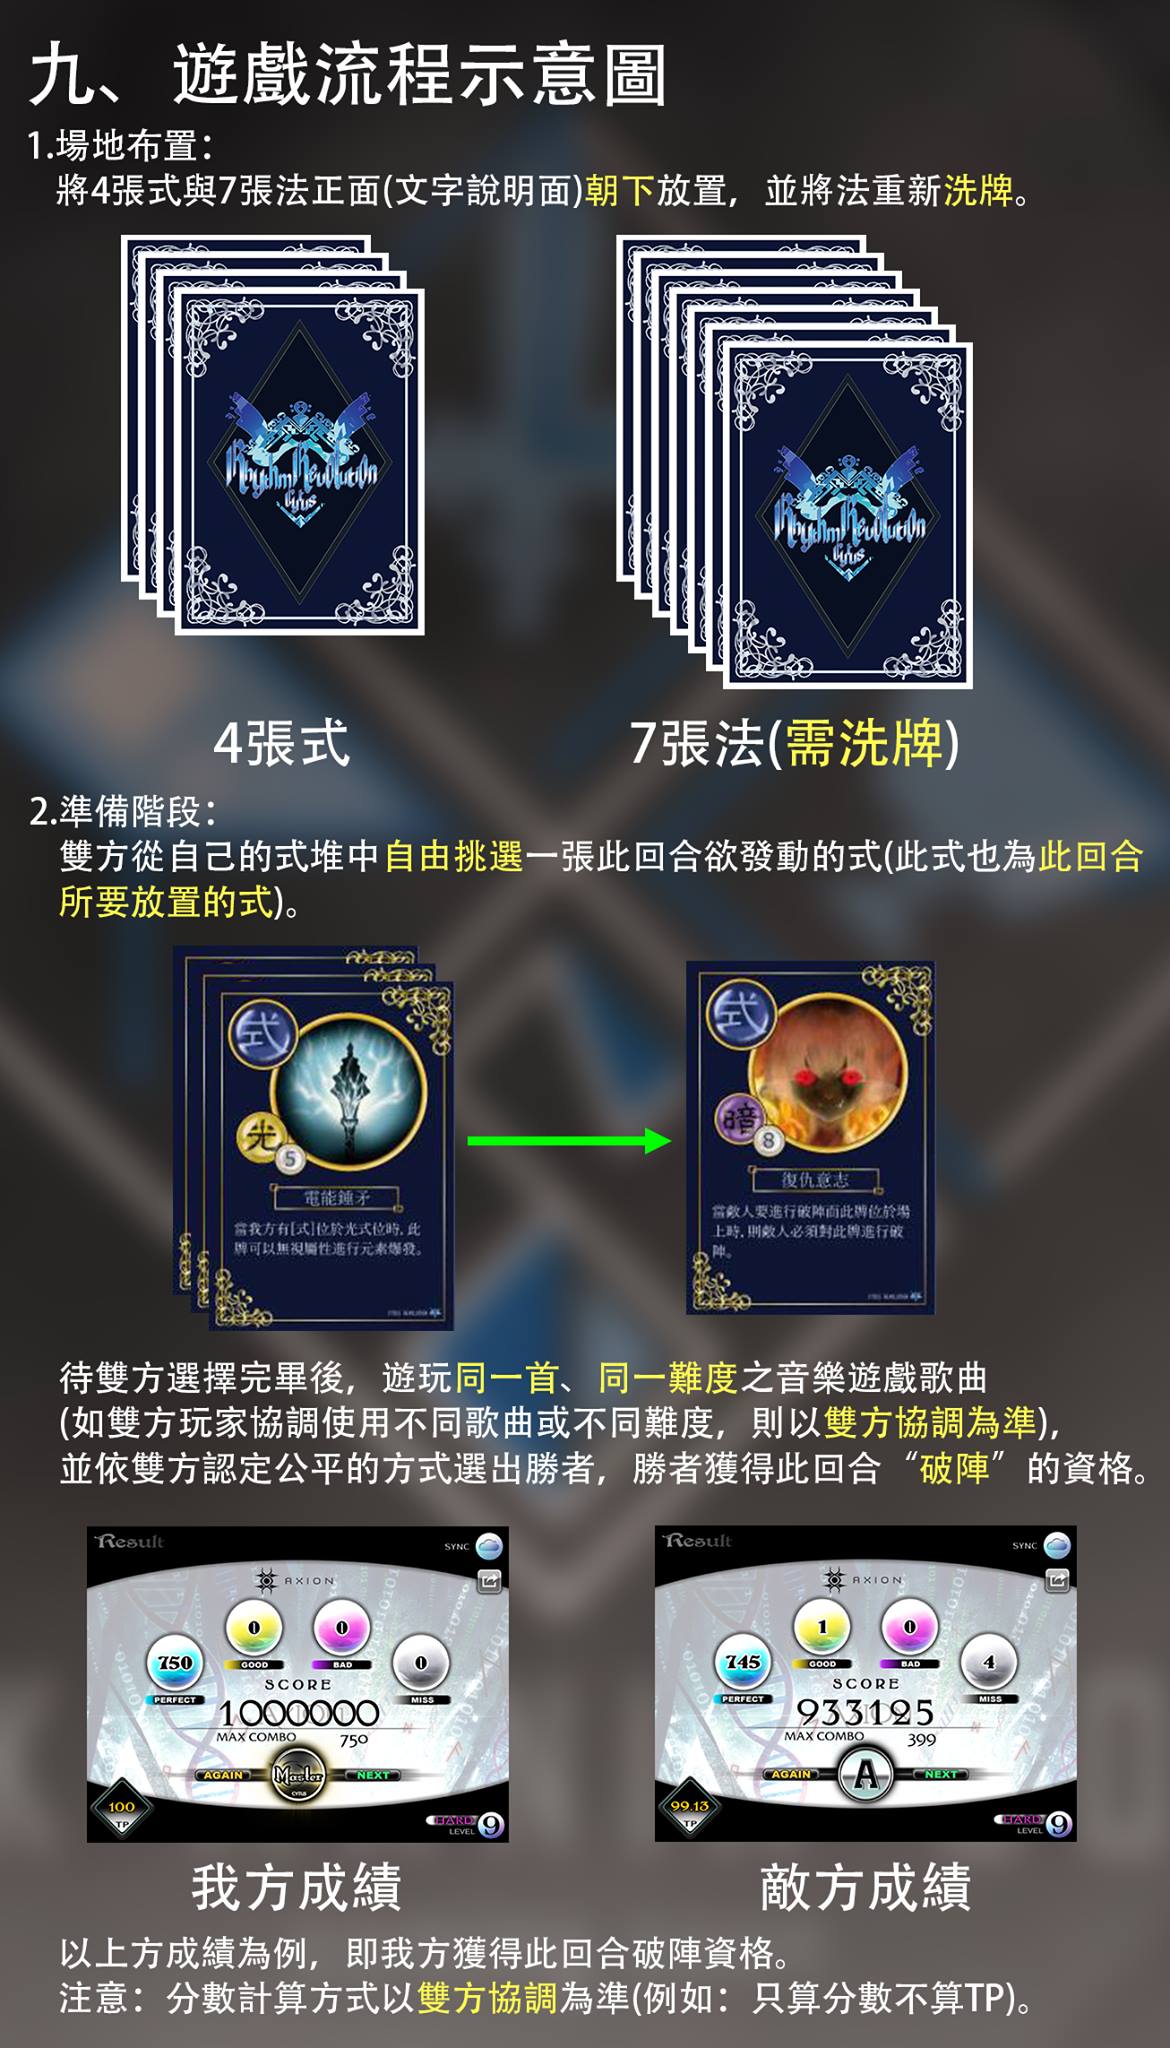 九、遊戲流程示意圖
1.場地布置：
將4張式與7張法正面(文字說明面)朝下放置，並將法重新洗牌。
Rhythm Revolution
Cytus
Rhythm Revolution
Cytus
4張式
7張法(需洗牌)
2.準備階段：
雙方從自己的式堆中自由挑選一張此回合欲發動的式(此式也為此回合
所要放置的式)。
式
光
5
電能鍾矛
當我方有[式]位於光式位時,此
牌可以無視屬性進行元素爆發。
式
暗
8
復仇意志
當敵人要進行破陣而此牌位於場
上時,則敵人必須對此牌進行破
陣。
待雙方選擇完畢後，遊玩同一首、同一難度之音樂遊戲歌曲
(如雙方玩家協調使用不同歌曲或不同難度，則以雙方協調為準)，
並依雙方認定公平的方式選出勝者，勝者獲得此回合“破陣”的資格。
Result
SYNC
AXION
0
GOOD
0
BAD
750
PERFECT
0
MISS
SCORE
1000000
MAX COMBO 750
AGAIN
Master
CYTUS
NEXT
100
TP
HARD
LEVEL 9
Result
SYNC
AXION
1
GOOD
0
BAD
745
PERFECT
4
MISS
SCORE
933125
MAX COMBO 399
AGAIN
A
NEXT
99.13
TP
HARD
LEVEL 9
我方成績
敵方成績
以上方成績為例，即我方獲得此回合破陣資格。
注意：分數計算方式以雙方協調為準(例如：只算分數不算TP)。